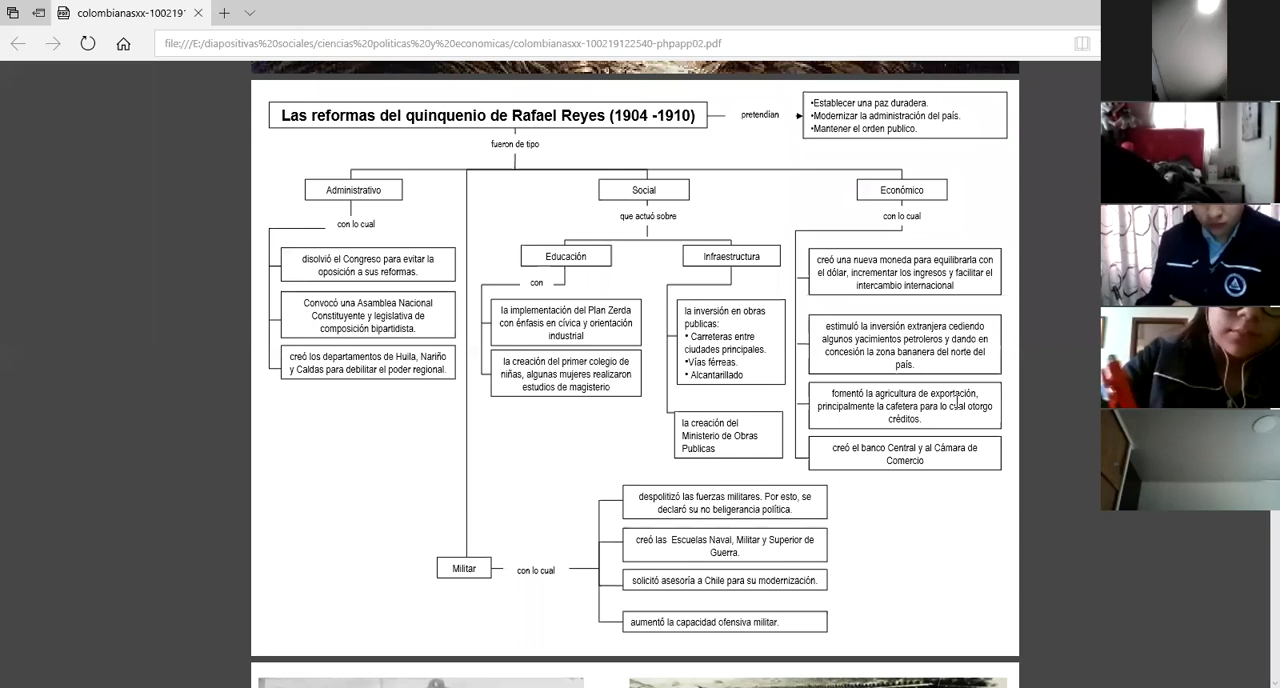 colombianasxx-1002191
file:///E:/diapositivas%20sociales/ciencias%20politicas%20y%20economicas/colombianasxx-100219122540-phpapp02.pdf
Las reformas del quinquenio de Rafael Reyes (1904 -1910)
pretendían
•Establecer una paz duradera.
•Modernizar la administración del país.
•Mantener el orden publico.
fueron de tipo
Administrativo
Social
Económico
con lo cual
que actuó sobre
con lo cual
disolvió el Congreso para evitar la
oposición a sus reformas.
Convocó una Asamblea Nacional
Constituyente y legislativa de
composición bipartidista.
creó los departamentos de Huila, Nariño
y Caldas para debilitar el poder regional.
Educación
Infraestructura
con
la implementación del Plan Zerda
con énfasis en cívica y orientación
industrial
la creación del primer colegio de
niñas, algunas mujeres realizaron
estudios de magisterio
la inversión en obras
publicas:
• Carreteras entre
ciudades principales.
•Vías férreas.
• Alcantarillado
la creación del
Ministerio de Obras
Publicas
creó una nueva moneda para equilibrarla con
el dólar, incrementar los ingresos y facilitar el
intercambio internacional
estimuló la inversión extranjera cediendo
algunos yacimientos petroleros y dando en
concesión la zona bananera del norte del
país.
fomentó la agricultura de exportación,
principalmente la cafetera para lo cual otorgo
créditos.
creó el banco Central y al Cámara de
Comercio
Militar
con lo cual
despolitizó las fuerzas militares. Por esto, se
declaró su no beligerancia política.
creó las Escuelas Naval, Militar y Superior de
Guerra.
solicitó asesoría a Chile para su modernización.
aumentó la capacidad ofensiva militar.